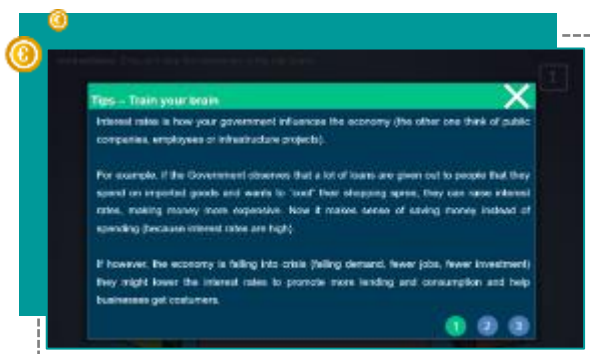 Tips – Train your brain
Interest rates is how your government influences the economy (the other one think of public
companies, employees or infrastructure projects).
For example, if the Government observes that a lot of loans are given out to people that they
spend on imported goods and wants to "cool" their shopping spree, they can raise interest
rates, making money more expensive. Now it makes sense of saving money instead of
spending (because interest rates are high).
If however, the economy is falling into crisis (falling demand, fewer jobs, fewer investment)
they might lower the interest rates to promote more lending and consumption and help
businesses get costumers.
1 2 3